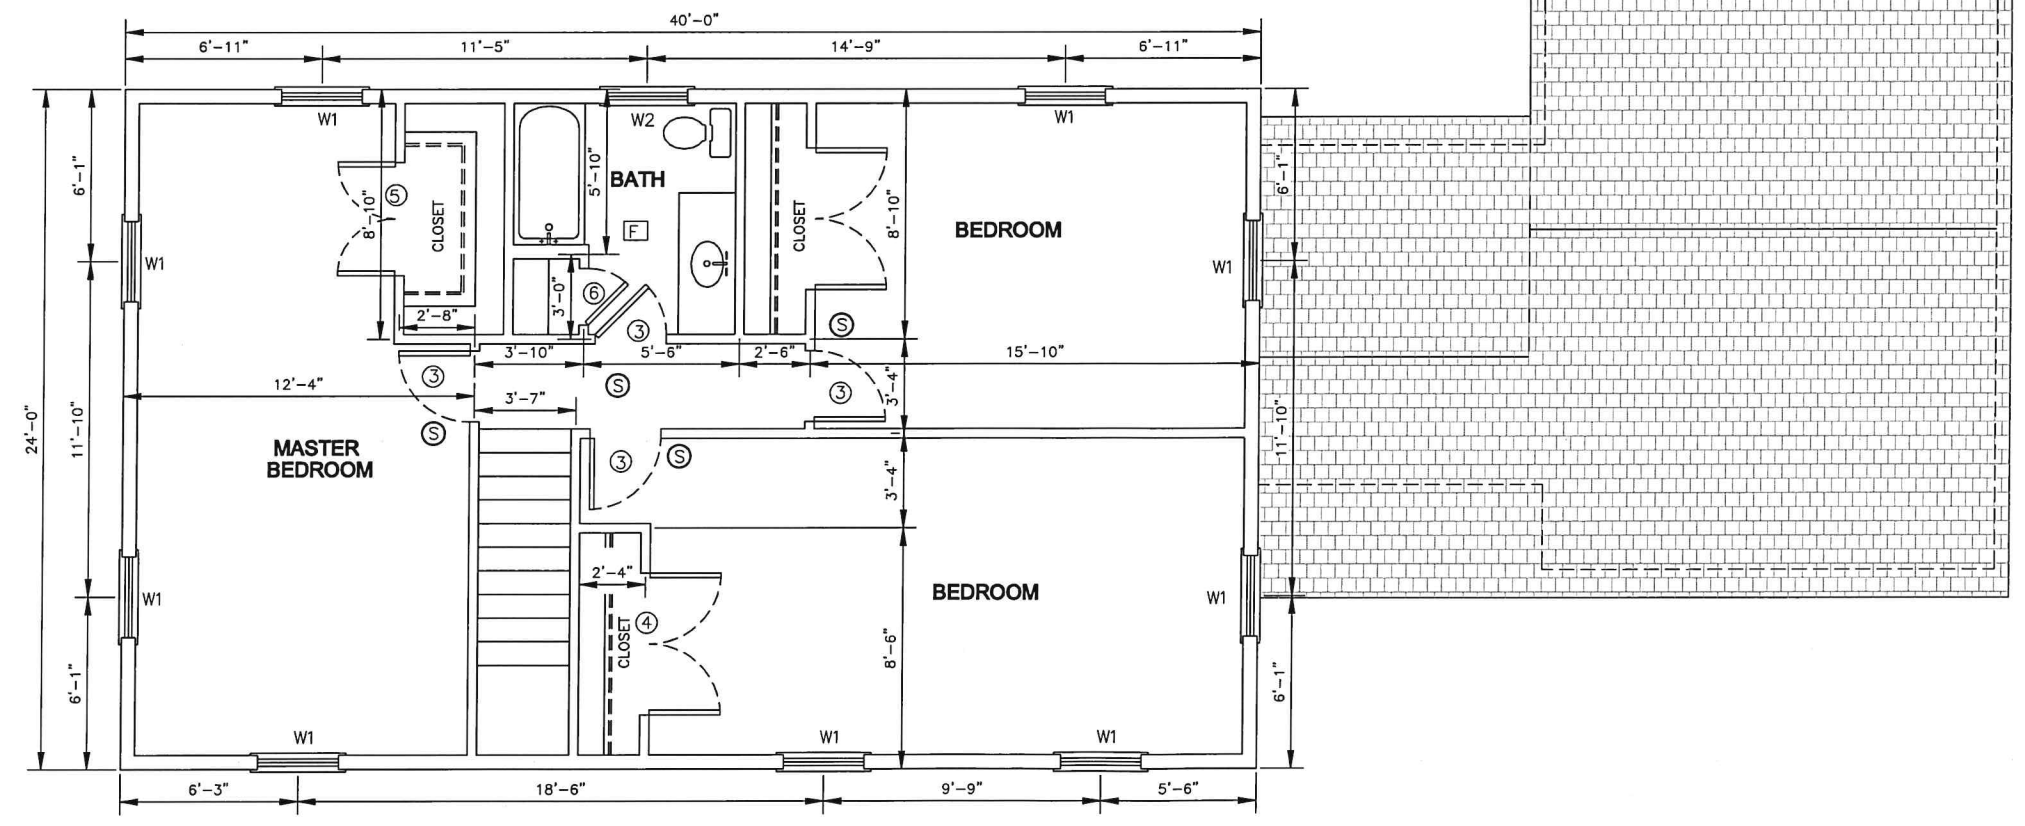 40'-0"
6'-11"
11'-5"
14'-9"
6'-11"
W1
W2
W1
6'-1"
5'-10"
6'-1"
BATH
5
8'-10"
CLOSET
F
CLOSET
8'-10"
BEDROOM
W1
W1
6
3'-0"
2'-8"
3
S
3'-10"
5'-6"
2'-6"
15'-10"
3
12'-4"
S
3
3'-4"
3'-7"
24'-0"
11'-10"
11'-10"
S
MASTER
BEDROOM
3
S
3'-4"
2'-4"
BEDROOM
W1
W1
CLOSET
4
8'-6"
6'-1"
6'-1"
W1
W1
W1
6'-3"
18'-6"
9'-9"
5'-6"